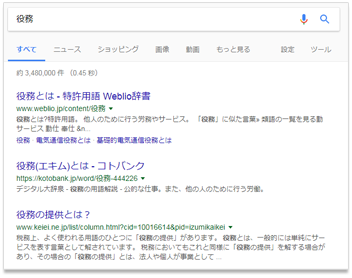 役務
すべて ニュース ショッピング 画像 動画 もっと見る 設定 ツール
約 3,480,000 件 （0.45 秒）
役務とは - 特許用語 Weblio辞書
www.weblio.jp/content/役務
役務とは?特許用語。 他人のために行う労務やサービス。 「役務」に似た言葉» 類語の一覧を見る勤
サービス 勤仕 奉仕 &n...
役務 · 電気通信役務とは · 基礎的電気通信役務とは
役務(エキム)とは - コトバンク
https://kotobank.jp/word/役務-444226
デジタル大辞泉 - 役務の用語解説 - 公的な仕事。また、他の人のために行う労働。
役務の提供とは？
www.keiei.ne.jp/list/column.html?cid=10016614&pid=izumikaikei
税務上、よく使われる用語のひとつに「役務の提供」があります。 役務とは、一般的には単純にサー
ビスを表す言葉として解されています。 税務においてもこれと同様に「役務の提供」を解する場合が
あり、その場合の「役務の提供」とは、法人や個人が事業として ...